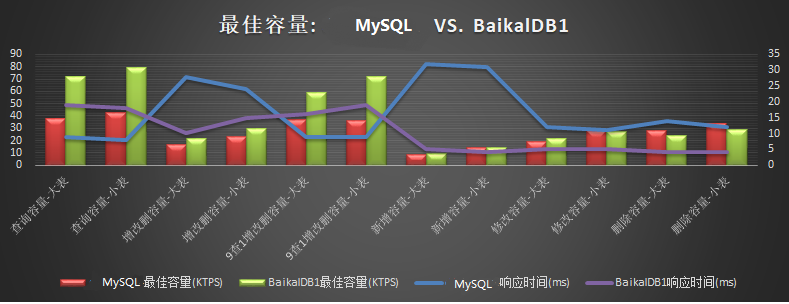 最佳容量: MySQL VS. BaikalDB1
90
80
70
60
50
40
30
20
10
0
35
30
25
20
15
10
5
0
查询容量-大表
查询容量-小表
增改删容量-大表
增改删容量-小表
9查1增改删容量-大表
9查1增改删容量-小表
新增容量-大表
新增容量-小表
修改容量-大表
修改容量-小表
删除容量-大表
删除容量-小表
MySQL 最佳容量(KTPS) BaikalDB1最佳容量(KTPS) MySQL 响应时间(ms) BaikalDB1响应时间(ms)